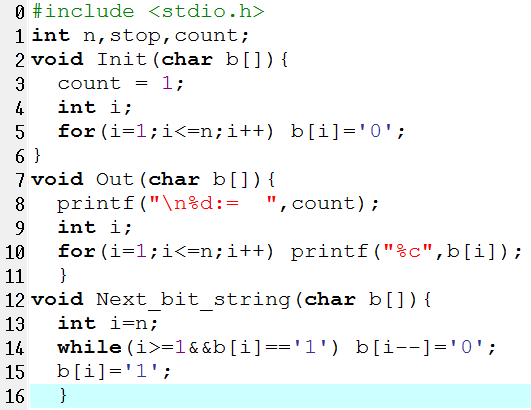 0 #include <stdio.h>
1 int n,stop,count;
2 void Init(char b[]){
3   count = 1;
4   int i;
5   for(i=1;i<=n;i++) b[i]='0';
6 }
7 void Out(char b[]){
8   printf("\n%d:=  ",count);
9   int i;
10   for(i=1;i<=n;i++) printf("%c",b[i]);
11   }
12 void Next_bit_string(char b[]){
13   int i=n;
14   while(i>=1&&b[i]=='1') b[i--]='0';
15   b[i]='1';
16   }